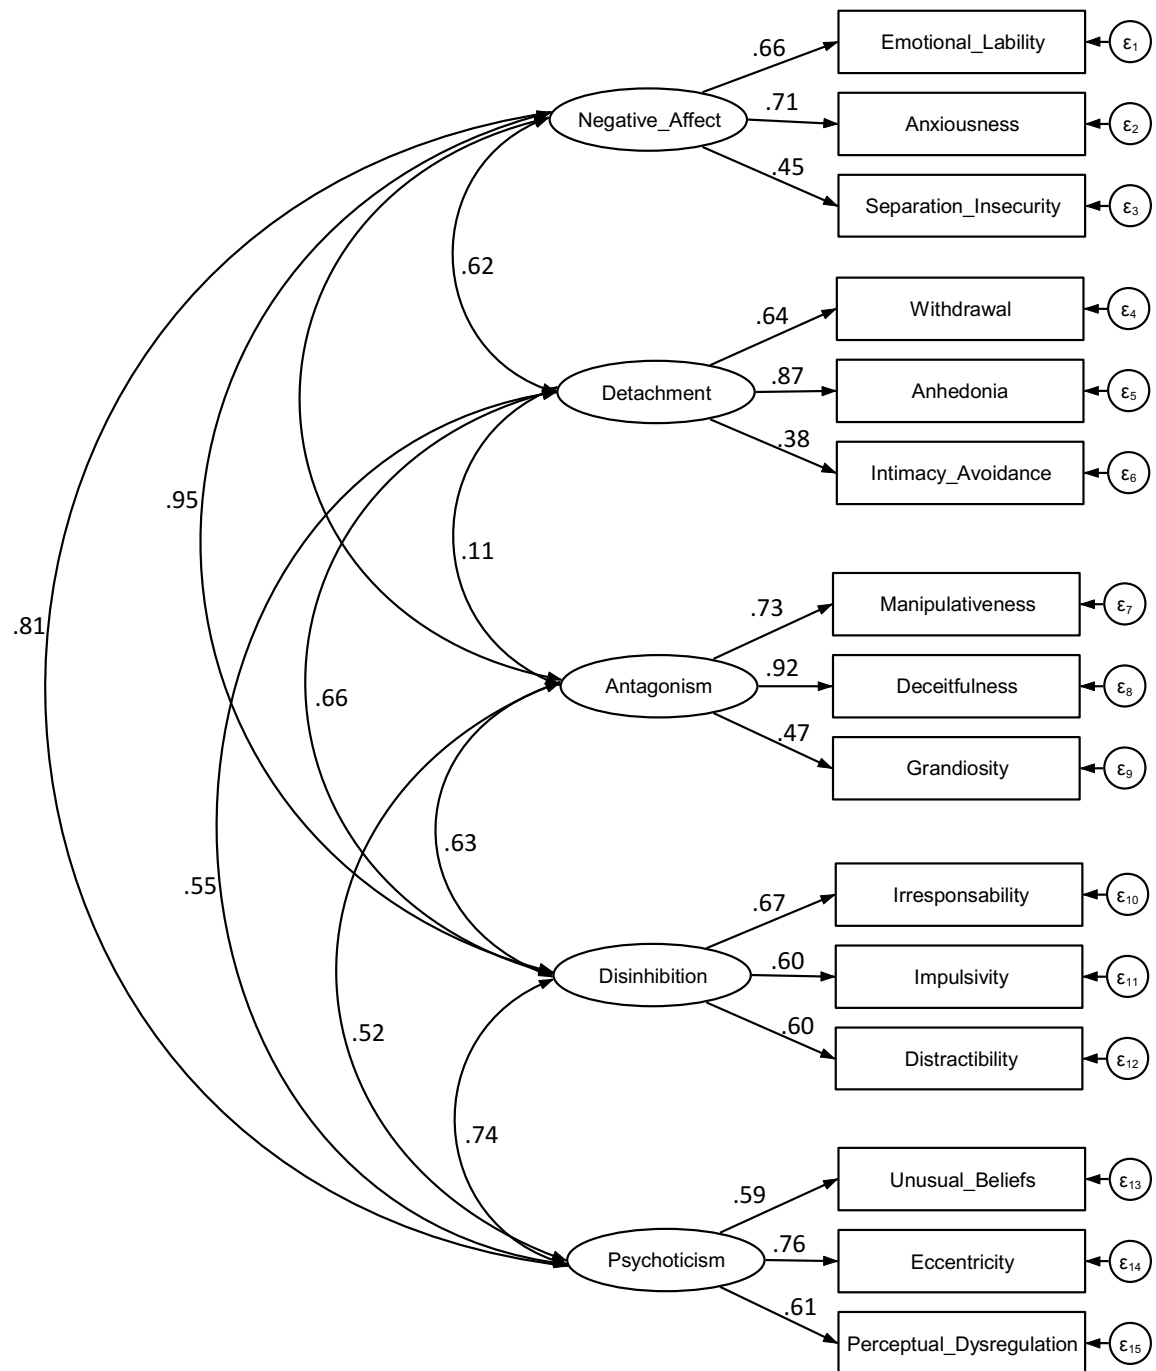 .66
Emotional_Lability
ε1
Negative_Affect
.71
Anxiousness
ε2
.45
Separation_Insecurity
ε3
.62
.64
Withdrawal
ε4
Detachment
.87
Anhedonia
ε5
.38
Intimacy_Avoidance
ε6
.95
.11
.73
Manipulativeness
ε7
.81
Antagonism
.92
Deceitfulness
ε8
.66
.47
Grandiosity
ε9
.63
.55
.67
Irresponsability
ε10
Disinhibition
.60
Impulsivity
ε11
.52
.60
Distractibility
ε12
.74
.59
Unusual_Beliefs
ε13
Psychoticism
.76
Eccentricity
ε14
.61
Perceptual_Dysregulation
ε15